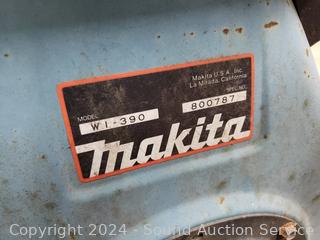 Makita U.S.A., Inc.
La Mirada, California
MODEL
SPEC. NO.
WI-390
800787
makita
Copyright © 2024 - Sound Auction Service